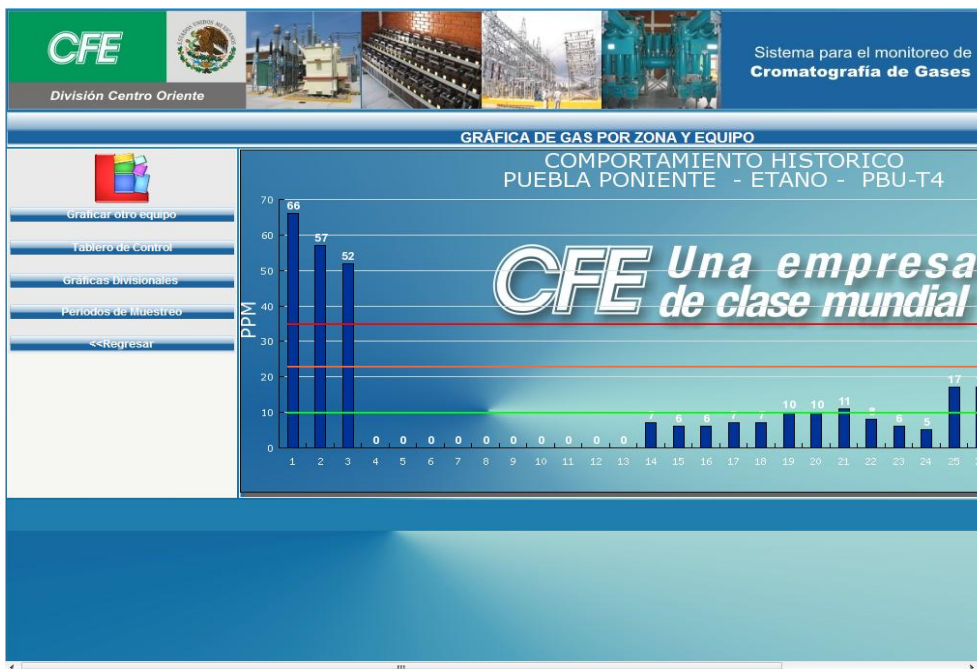 CFE
ESTADOS UNIDOS MEXICANOS
División Centro Oriente
Sistema para el monitoreo de
Cromatografía de Gases
GRÁFICA DE GAS POR ZONA Y EQUIPO
Graficar otro equipo
Tablero de Control
Gráficas Divisionales
Periodos de Muestreo
<<Regresar
COMPORTAMIENTO HISTORICO
PUEBLA PONIENTE - ETANO - PBU-T4
CFE Una empresa
de clase mundial
PPM
70
60
50
40
30
20
10
0
66 57 52 0 0 0 0 0 0 0 0 0 0 7 6 6 7 7 10 10 11 8 6 5 17
1 2 3 4 5 6 7 8 9 10 11 12 13 14 15 16 17 18 19 20 21 22 23 24 25